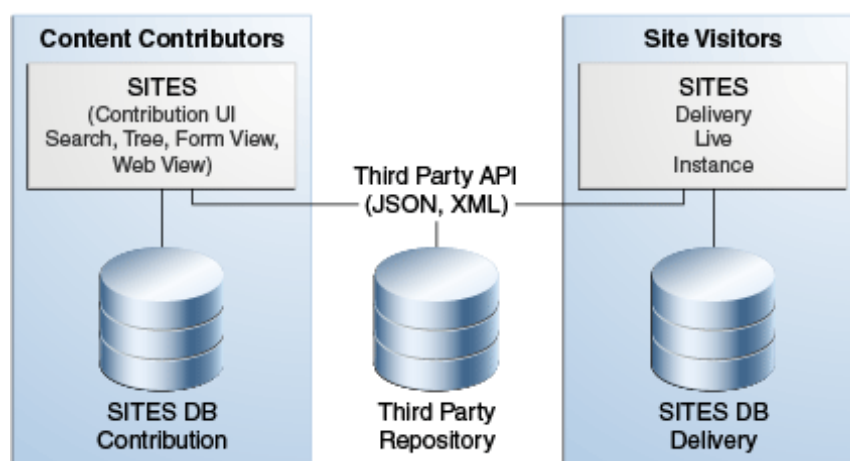 Content Contributors
SITES
(Contribution UI
Search, Tree, Form View,
Web View)
Third Party API
(JSON, XML)
Site Visitors
SITES
Delivery
Live
Instance
SITES DB
Contribution
Third Party
Repository
SITES DB
Delivery